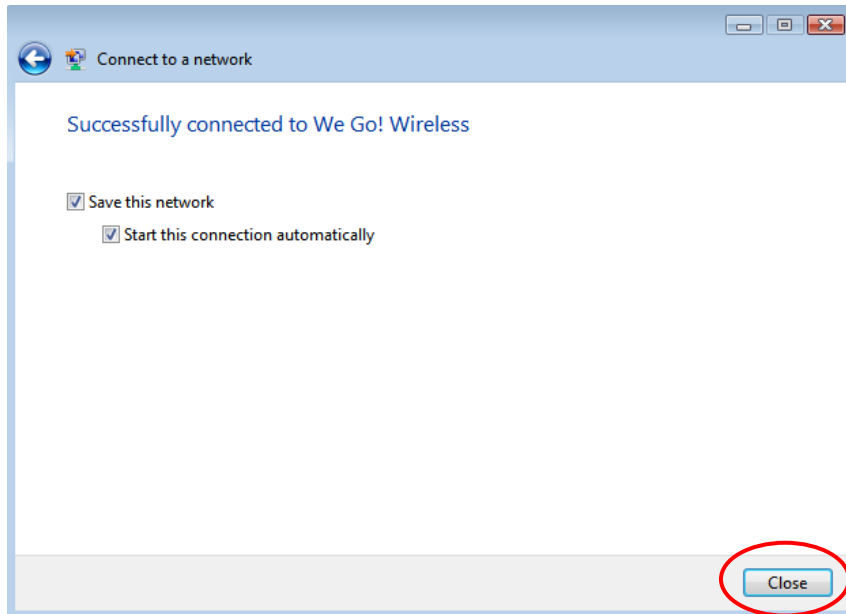 Connect to a network
Successfully connected to We Go! Wireless
Save this network
Start this connection automatically
Close